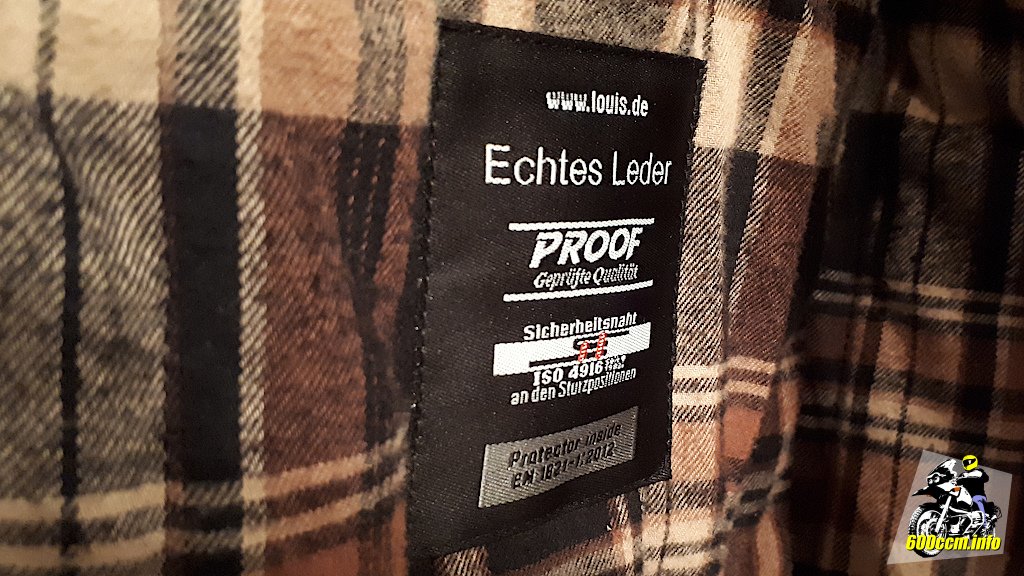 www.louis.de
Echtes Leder
PROOF
Geprüfte Qualität
Sicherheitsnaht
ISO 4916
an den Sturzpositionen
Protector inside
EN 1621-1:2012
600ccm.info